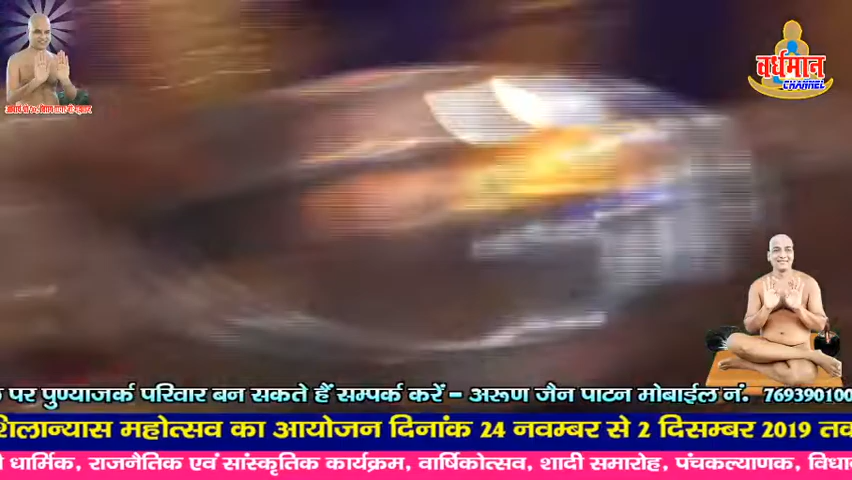 वर्धमान
CHANNEL
पर पुण्यार्जक परिवार बन सकते हैं सम्पर्क करें - अरूण जैन पाटन मोबाईल नं. 769390100
शिलान्यास महोत्सव का आयोजन दिनांक 24 नवम्बर से 2 दिसम्बर 2019 तक
धार्मिक, राजनैतिक एवं सांस्कृतिक कार्यक्रम, वार्षिकोत्सव, शादी समारोह, पंचकल्याणक, विधा